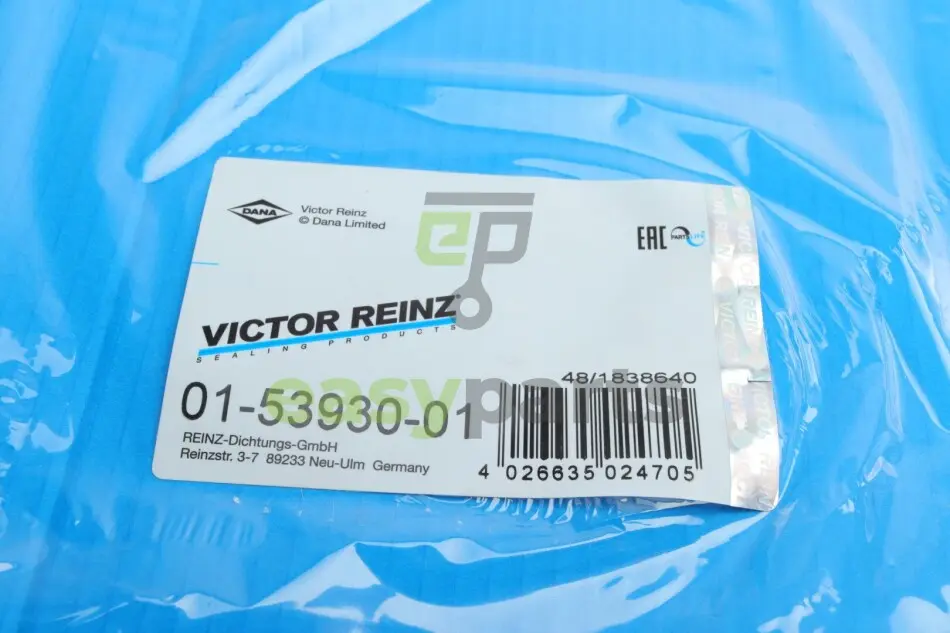 DANA
Victor Reinz
© Dana Limited
EAC
ep
VICTOR REINZ
SEALING PRODUCTS
48/1838640
01-53930-01
easyparts
REINZ-Dichtungs-GmbH
Reinzstr. 3-7 89233 Neu-Ulm Germany
4 026635 024705